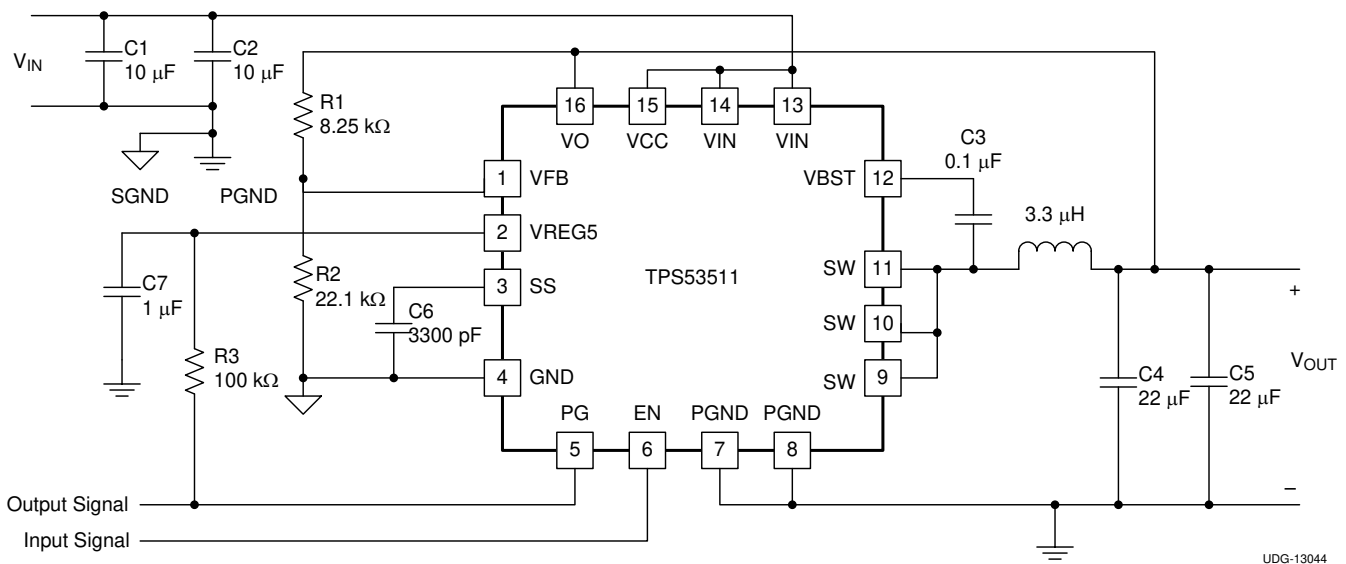 VIN
C1
10 µF
C2
10 µF
SGND
PGND
R1
8.25 kΩ
16
15
14
13
VO
VCC
VIN
VIN
C3
0.1 µF
1
VFB
VBST
12
2
VREG5
3.3 µH
TPS53511
SW
11
C7
1 µF
R2
22.1 kΩ
3
SS
C6
3300 pF
SW
10
+
R3
100 kΩ
4
GND
SW
9
C4
22 µF
C5
22 µF
VOUT
PG
EN
PGND
PGND
5
6
7
8
–
Output Signal
Input Signal
UDG-13044